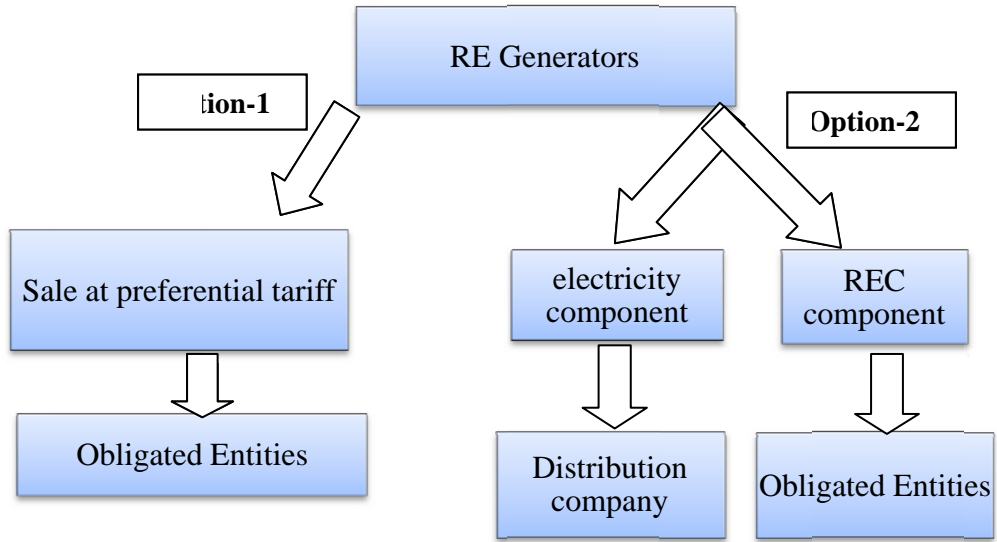 RE Generators
tion-1
Option-2
Sale at preferential tariff
electricity
component
REC
component
Obligated Entities
Distribution
company
Obligated Entities